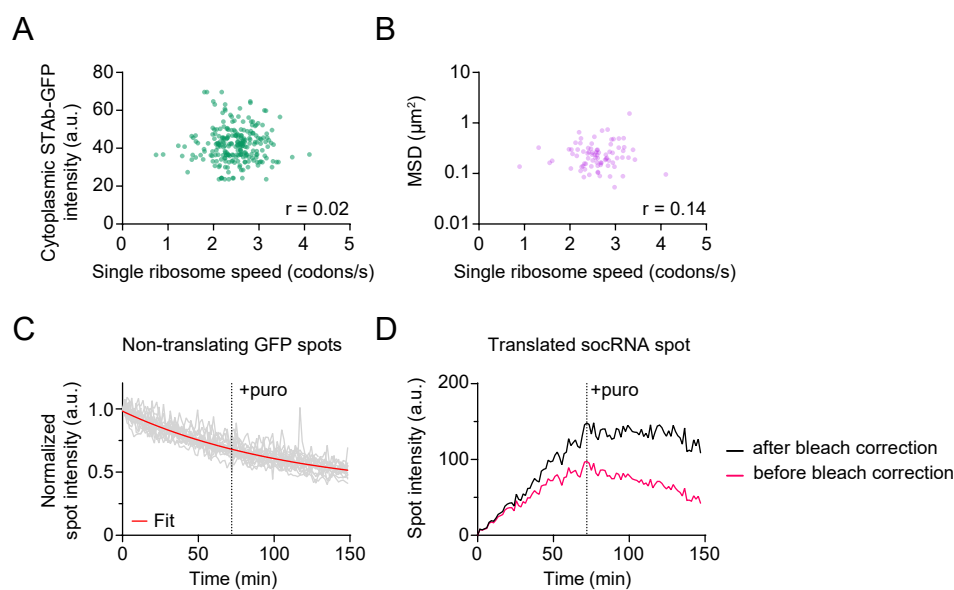 A
Cytoplasmic STAb-GFP
intensity (a.u.)
80
60
40
20
0
r = 0.02
0 1 2 3 4 5
Single ribosome speed (codons/s)
B
MSD (μm²)
10
1
0.1
0.01
r = 0.14
0 1 2 3 4 5
Single ribosome speed (codons/s)
C
Non-translating GFP spots
Normalized
spot intensity (a.u.)
+puro
1.0
0.5
0
Fit
0 50 100 150
Time (min)
D
Translated socRNA spot
Spot intensity (a.u.)
200
+puro
100
0
0 50 100 150
Time (min)
after bleach correction
before bleach correction